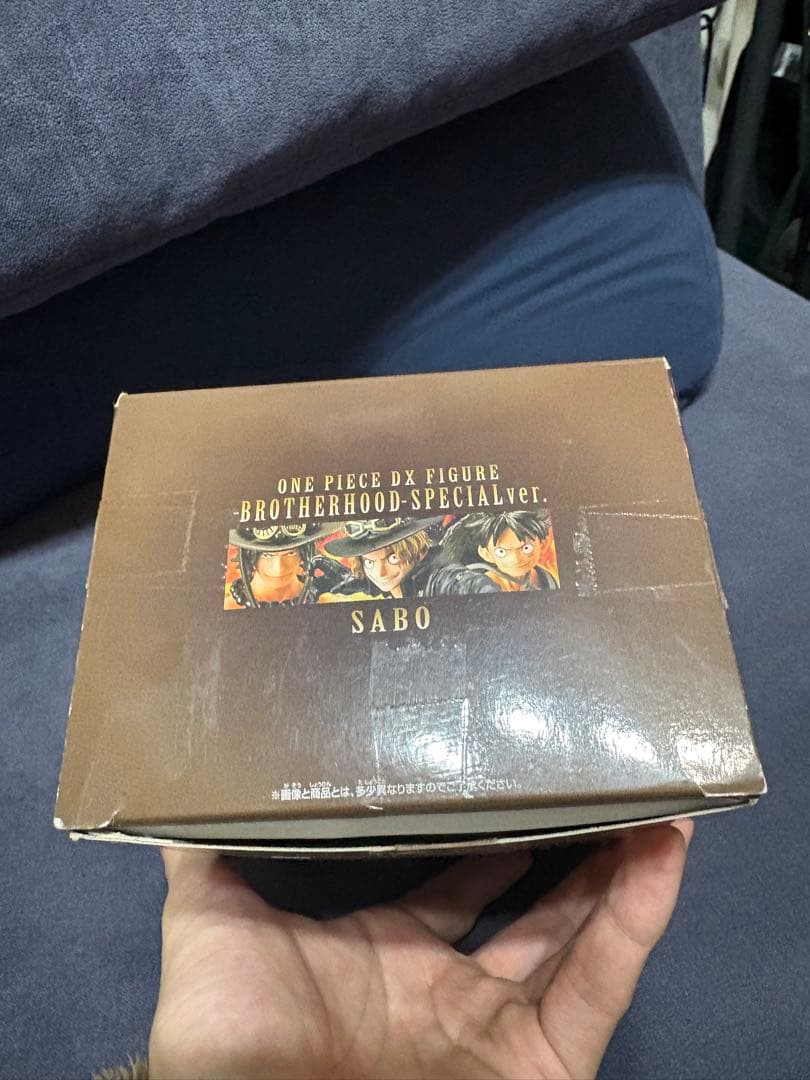 ONE PIECE DX FIGURE
-BROTHERHOOD-SPECIALver.
SABO
※画像と商品とは、多少異なりますのでご了承ください。